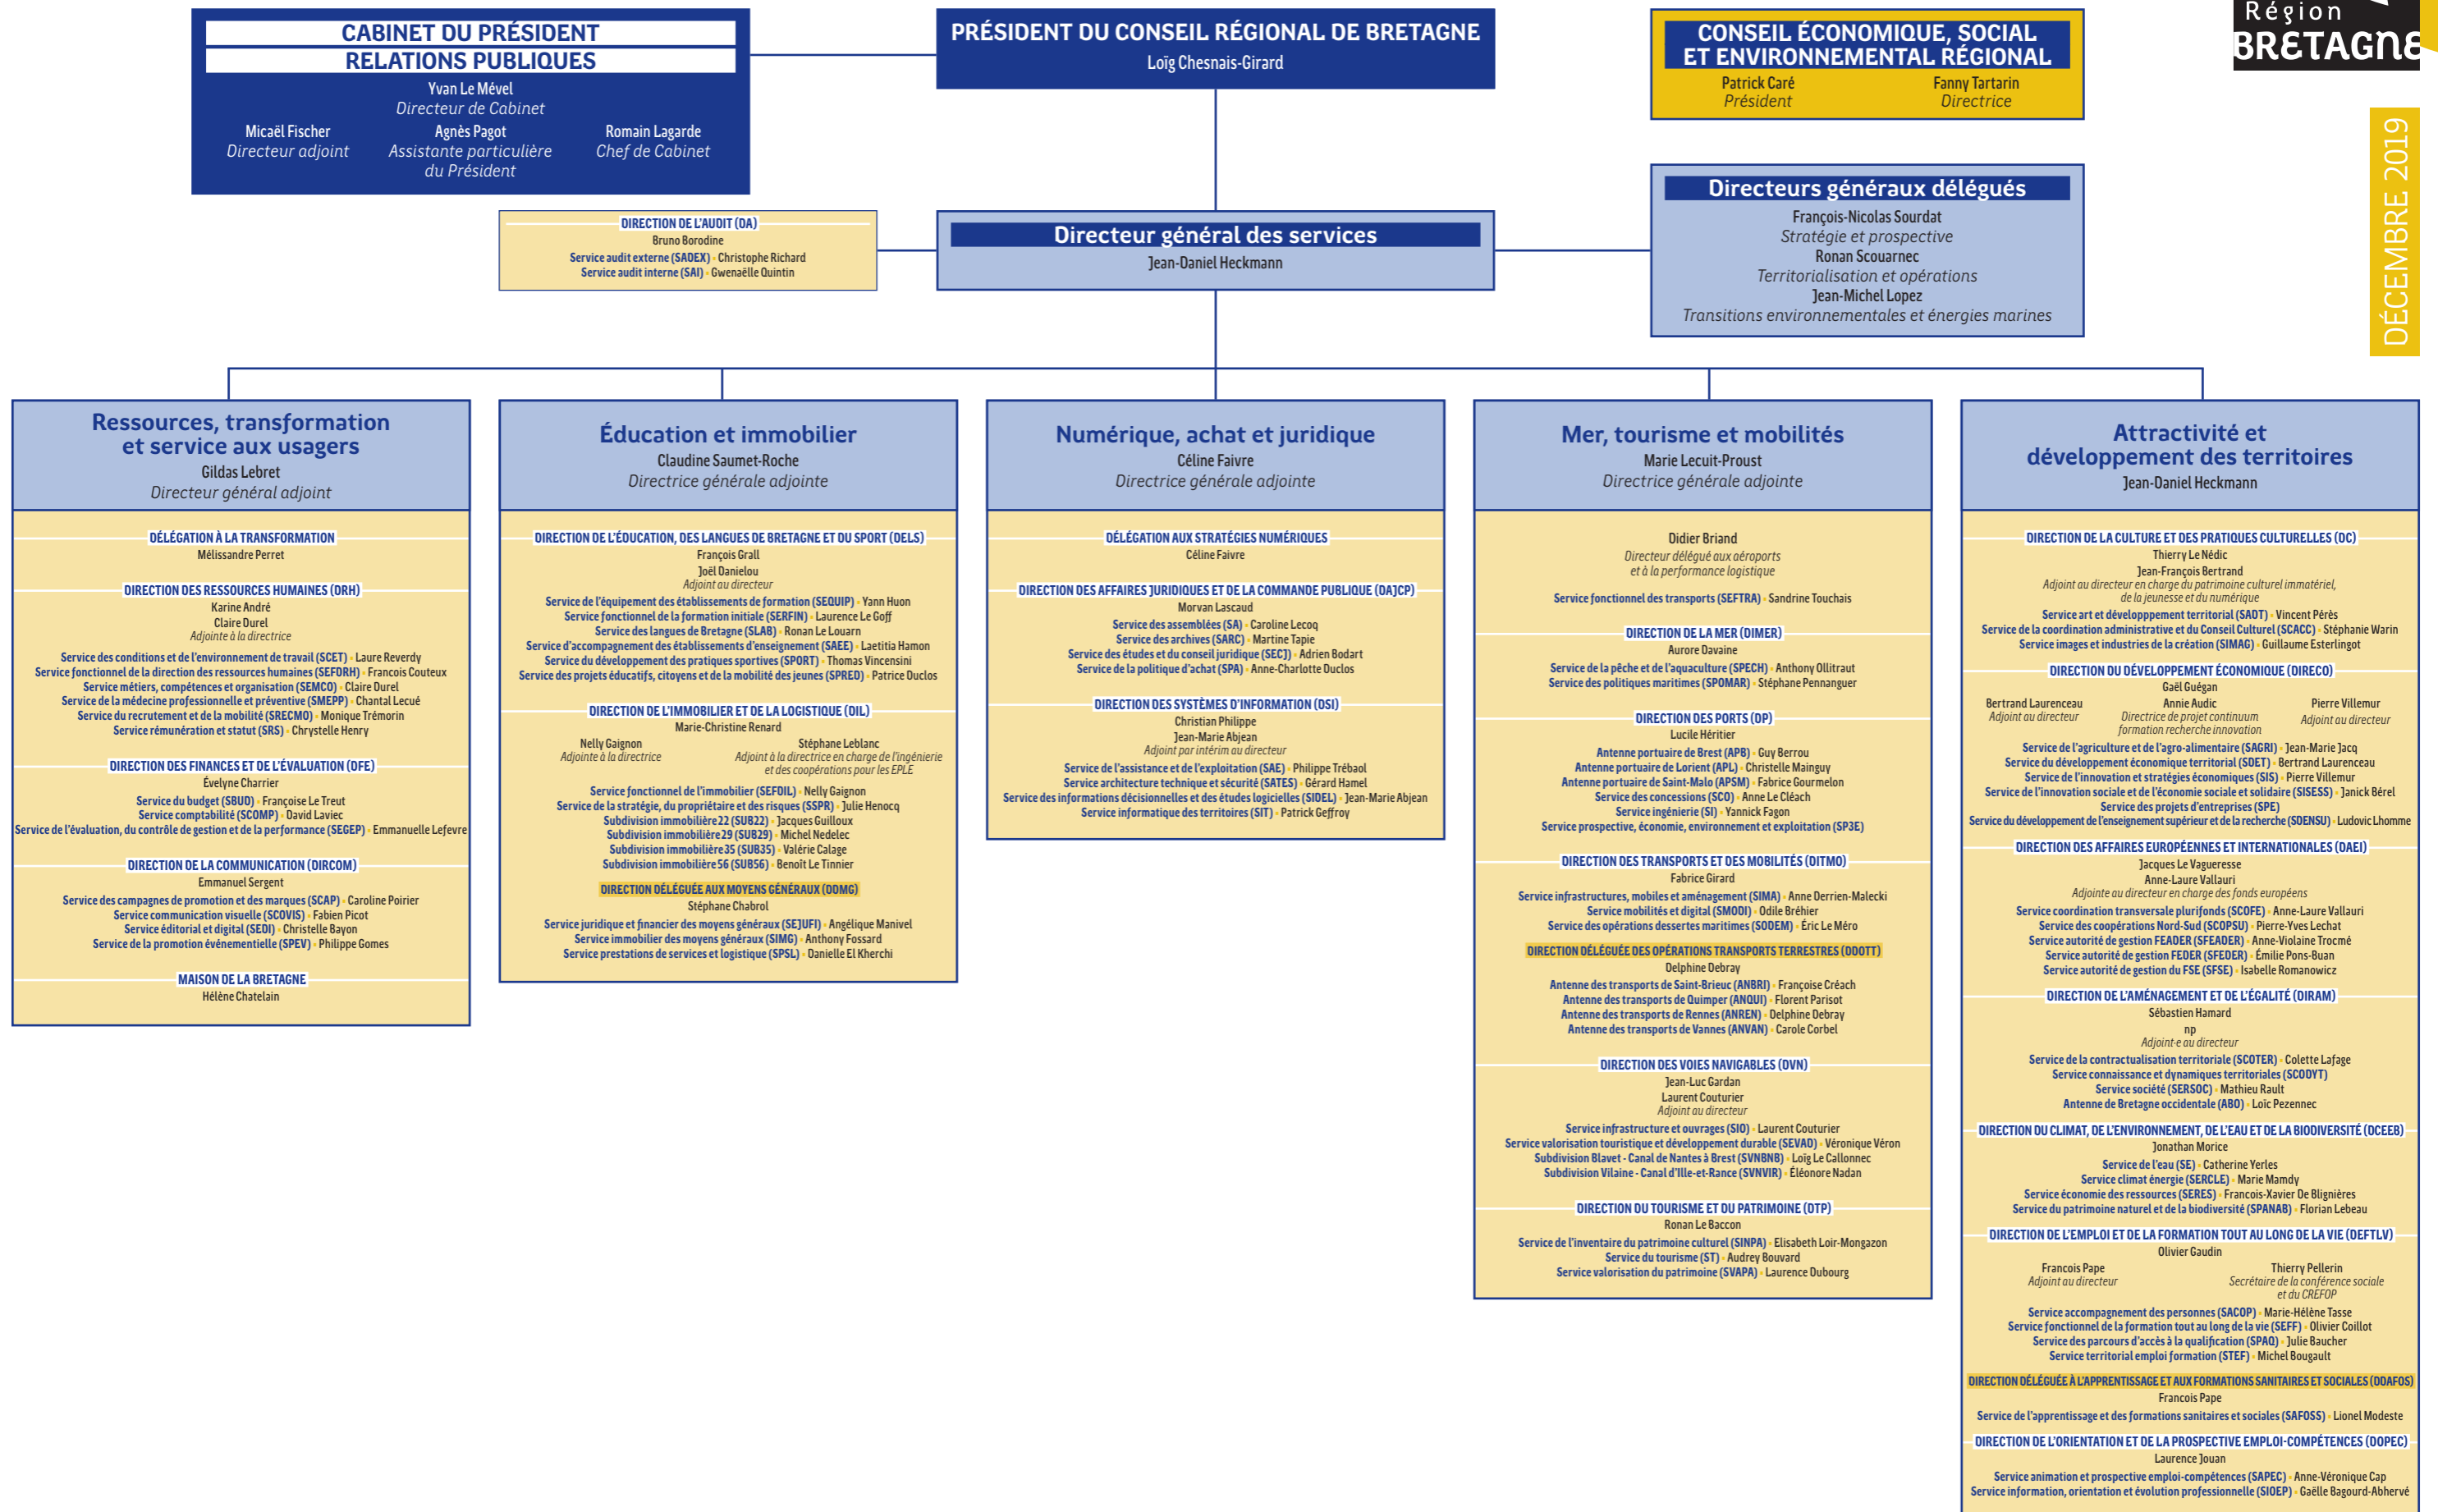 Région
BRETAGNE
DÉCEMBRE 2019
CABINET DU PRÉSIDENT
RELATIONS PUBLIQUES
Yvan Le Mével
Directeur de Cabinet
Micaël Fischer
Directeur adjoint
Agnès Pagot
Assistante particulière
du Président
Romain Lagarde
Chef de Cabinet
PRÉSIDENT DU CONSEIL RÉGIONAL DE BRETAGNE
Loïg Chesnais-Girard
CONSEIL ÉCONOMIQUE, SOCIAL
ET ENVIRONNEMENTAL RÉGIONAL
Patrick Caré
Président
Fanny Tartarin
Directrice
DIRECTION DE L'AUDIT (DA)
Bruno Borodine
Service audit externe (SADEX) • Christophe Richard
Service audit interne (SAI) • Gwenaëlle Quintin
Directeur général des services
Jean-Daniel Heckmann
Directeurs généraux délégués
François-Nicolas Sourdat
Stratégie et prospective
Ronan Scouarnec
Territorialisation et opérations
Jean-Michel Lopez
Transitions environnementales et énergies marines
Ressources, transformation
et service aux usagers
Gildas Lebret
Directeur général adjoint
DÉLÉGATION À LA TRANSFORMATION
Mélissandre Perret
DIRECTION DES RESSOURCES HUMAINES (DRH)
Karine André
Claire Durel
Adjointe à la directrice
Service des conditions et de l'environnement de travail (SCET) • Laure Reverdy
Service fonctionnel de la direction des ressources humaines (SEFDRH) • Francois Couteux
Service métiers, compétences et organisation (SEMCO) • Claire Durel
Service de la médecine professionnelle et préventive (SMEPP) • Chantal Lecué
Service du recrutement et de la mobilité (SRECMO) • Monique Trémorin
Service rémunération et statut (SRS) • Chrystelle Henry
DIRECTION DES FINANCES ET DE L'ÉVALUATION (DFE)
Évelyne Charrier
Service du budget (SBUD) • Françoise Le Treut
Service comptabilité (SCOMP) • David Laviec
Service de l'évaluation, du contrôle de gestion et de la performance (SEGEP) • Emmanuelle Lefevre
DIRECTION DE LA COMMUNICATION (DIRCOM)
Emmanuel Sergent
Service des campagnes de promotion et des marques (SCAP) • Caroline Poirier
Service communication visuelle (SCOVIS) • Fabien Picot
Service éditorial et digital (SEDI) • Christelle Bayon
Service de la promotion événementielle (SPEV) • Philippe Gomes
MAISON DE LA BRETAGNE
Hélène Chatelain
Éducation et immobilier
Claudine Saumet-Roche
Directrice générale adjointe
DIRECTION DE L'ÉDUCATION, DES LANGUES DE BRETAGNE ET DU SPORT (DELS)
François Grall
Joël Danielou
Adjoint au directeur
Service de l'équipement des établissements de formation (SEQUIP) • Yann Huon
Service fonctionnel de la formation initiale (SERFIN) • Laurence Le Goff
Service des langues de Bretagne (SLAB) • Ronan Le Louarn
Service d'accompagnement des établissements d'enseignement (SAEE) • Laetitia Hamon
Service du développement des pratiques sportives (SPORT) • Thomas Vincensini
Service des projets éducatifs, citoyens et de la mobilité des jeunes (SPRED) • Patrice Duclos
DIRECTION DE L'IMMOBILIER ET DE LA LOGISTIQUE (DIL)
Marie-Christine Renard
Nelly Gaignon
Adjointe à la directrice
Stéphane Leblanc
Adjoint à la directrice en charge de l'ingénierie
et des coopérations pour les EPLE
Service fonctionnel de l'immobilier (SEFDIL) • Nelly Gaignon
Service de la stratégie, du propriétaire et des risques (SSPR) • Julie Henocq
Subdivision immobilière 22 (SUB22) • Jacques Guilloux
Subdivision immobilière 29 (SUB29) • Michel Nedelec
Subdivision immobilière 35 (SUB35) • Valérie Calage
Subdivision immobilière 56 (SUB56) • Benoît Le Tinnier
DIRECTION DÉLÉGUÉE AUX MOYENS GÉNÉRAUX (DDMG)
Stéphane Chabrol
Service juridique et financier des moyens généraux (SEJUFI) • Angélique Manivel
Service immobilier des moyens généraux (SIMG) • Anthony Fossard
Service prestations de services et logistique (SPSL) • Danielle El Kherchi
Numérique, achat et juridique
Céline Faivre
Directrice générale adjointe
DÉLÉGATION AUX STRATÉGIES NUMÉRIQUES
Céline Faivre
DIRECTION DES AFFAIRES JURIDIQUES ET DE LA COMMANDE PUBLIQUE (DAJCP)
Morvan Lascaud
Service des assemblées (SA) • Caroline Lecoq
Service des archives (SARC) • Martine Tapie
Service des études et du conseil juridique (SECJ) • Adrien Bodart
Service de la politique d'achat (SPA) • Anne-Charlotte Duclos
DIRECTION DES SYSTÈMES D'INFORMATION (DSI)
Christian Philippe
Jean-Marie Abjean
Adjoint par intérim au directeur
Service de l'assistance et de l'exploitation (SAE) • Philippe Trébaol
Service architecture technique et sécurité (SATES) • Gérard Hamel
Service des informations décisionnelles et des études logicielles (SIDEL) • Jean-Marie Abjean
Service informatique des territoires (SIT) • Patrick Geffroy
Mer, tourisme et mobilités
Marie Lecuit-Proust
Directrice générale adjointe
Didier Briand
Directeur délégué aux aéroports
et à la performance logistique
Service fonctionnel des transports (SEFTRA) • Sandrine Touchais
DIRECTION DE LA MER (DIMER)
Aurore Davaine
Service de la pêche et de l'aquaculture (SPECH) • Anthony Ollitraut
Service des politiques maritimes (SPOMAR) • Stéphane Pennanguer
DIRECTION DES PORTS (DP)
Lucile Héritier
Antenne portuaire de Brest (APB) • Guy Berrou
Antenne portuaire de Lorient (APL) • Christelle Mainguy
Antenne portuaire de Saint-Malo (APSM) • Fabrice Gourmelon
Service des concessions (SCO) • Anne Le Cléach
Service ingénierie (SI) • Yannick Fagon
Service prospective, économie, environnement et exploitation (SP3E)
DIRECTION DES TRANSPORTS ET DES MOBILITÉS (DITMO)
Fabrice Girard
Service infrastructures, mobiles et aménagement (SIMA) • Anne Derrien-Malecki
Service mobilités et digital (SMODI) • Odile Bréhier
Service des opérations dessertes maritimes (SODEM) • Éric Le Méro
DIRECTION DÉLÉGUÉE DES OPÉRATIONS TRANSPORTS TERRESTRES (DDOTT)
Delphine Debray
Antenne des transports de Saint-Brieuc (ANBRI) • Françoise Créach
Antenne des transports de Quimper (ANQUI) • Florent Parisot
Antenne des transports de Rennes (ANREN) • Delphine Debray
Antenne des transports de Vannes (ANVAN) • Carole Corbel
DIRECTION DES VOIES NAVIGABLES (DVN)
Jean-Luc Gardan
Laurent Couturier
Adjoint au directeur
Service infrastructure et ouvrages (SIO) • Laurent Couturier
Service valorisation touristique et développement durable (SEVAD) • Véronique Véron
Subdivision Blavet - Canal de Nantes à Brest (SVNBNB) • Loïg Le Callonnec
Subdivision Vilaine - Canal d'Ille-et-Rance (SVNVIR) • Éléonore Nadan
DIRECTION DU TOURISME ET DU PATRIMOINE (DTP)
Ronan Le Baccon
Service de l'inventaire du patrimoine culturel (SINPA) • Elisabeth Loir-Mongazon
Service du tourisme (ST) • Audrey Bouvard
Service valorisation du patrimoine (SVAPA) • Laurence Dubourg
Attractivité et
développement des territoires
Jean-Daniel Heckmann
DIRECTION DE LA CULTURE ET DES PRATIQUES CULTURELLES (DC)
Thierry Le Nédic
Jean-François Bertrand
Adjoint au directeur en charge du patrimoine culturel immatériel,
de la jeunesse et du numérique
Service art et développpement territorial (SADT) • Vincent Pérès
Service de la coordination administrative et du Conseil Culturel (SCACC) • Stéphanie Warin
Service images et industries de la création (SIMAG) • Guillaume Esterlingot
DIRECTION DU DÉVELOPPEMENT ÉCONOMIQUE (DIRECO)
Gaël Guégan
Bertrand Laurenceau
Adjoint au directeur
Annie Audic
Directrice de projet continuum
formation recherche innovation
Pierre Villemur
Adjoint au directeur
Service de l'agriculture et de l'agro-alimentaire (SAGRI) • Jean-Marie Jacq
Service du développement économique territorial (SDET) • Bertrand Laurenceau
Service de l'innovation et stratégies économiques (SIS) • Pierre Villemur
Service de l'innovation sociale et de l'économie sociale et solidaire (SISESS) • Janick Bérel
Service des projets d'entreprises (SPE)
Service du développement de l'enseignement supérieur et de la recherche (SDENSU) • Ludovic Lhomme
DIRECTION DES AFFAIRES EUROPÉENNES ET INTERNATIONALES (DAEI)
Jacques Le Vagueresse
Anne-Laure Vallauri
Adjointe au directeur en charge des fonds européens
Service coordination transversale plurifonds (SCOFE) • Anne-Laure Vallauri
Service des coopérations Nord-Sud (SCOPSU) • Pierre-Yves Lechat
Service autorité de gestion FEADER (SFEADER) • Anne-Violaine Trocmé
Service autorité de gestion FEDER (SFEDER) • Émilie Pons-Buan
Service autorité de gestion du FSE (SFSE) • Isabelle Romanowicz
DIRECTION DE L'AMÉNAGEMENT ET DE L'ÉGALITÉ (DIRAM)
Sébastien Hamard
np
Adjoint·e au directeur
Service de la contractualisation territoriale (SCOTER) • Colette Lafage
Service connaissance et dynamiques territoriales (SCODYT)
Service société (SERSOC) • Mathieu Rault
Antenne de Bretagne occidentale (ABO) • Loïc Pezennec
DIRECTION DU CLIMAT, DE L'ENVIRONNEMENT, DE L'EAU ET DE LA BIODIVERSITÉ (DCEEB)
Jonathan Morice
Service de l'eau (SE) • Catherine Yerles
Service climat énergie (SERCLE) • Marie Mamdy
Service économie des ressources (SERES) • Francois-Xavier De Blignières
Service du patrimoine naturel et de la biodiversité (SPANAB) • Florian Lebeau
DIRECTION DE L'EMPLOI ET DE LA FORMATION TOUT AU LONG DE LA VIE (DEFTLV)
Olivier Gaudin
Francois Pape
Adjoint au directeur
Thierry Pellerin
Secrétaire de la conférence sociale
et du CREFOP
Service accompagnement des personnes (SACOP) • Marie-Hélène Tasse
Service fonctionnel de la formation tout au long de la vie (SEFF) • Olivier Coillot
Service des parcours d'accès à la qualification (SPAQ) • Julie Baucher
Service territorial emploi formation (STEF) • Michel Bougault
DIRECTION DÉLÉGUÉE À L'APPRENTISSAGE ET AUX FORMATIONS SANITAIRES ET SOCIALES (DDAFOS)
Francois Pape
Service de l'apprentissage et des formations sanitaires et sociales (SAFOSS) • Lionel Modeste
DIRECTION DE L'ORIENTATION ET DE LA PROSPECTIVE EMPLOI-COMPÉTENCES (DOPEC)
Laurence Jouan
Service animation et prospective emploi-compétences (SAPEC) • Anne-Véronique Cap
Service information, orientation et évolution professionnelle (SIOEP) • Gaëlle Bagourd-Abhervé